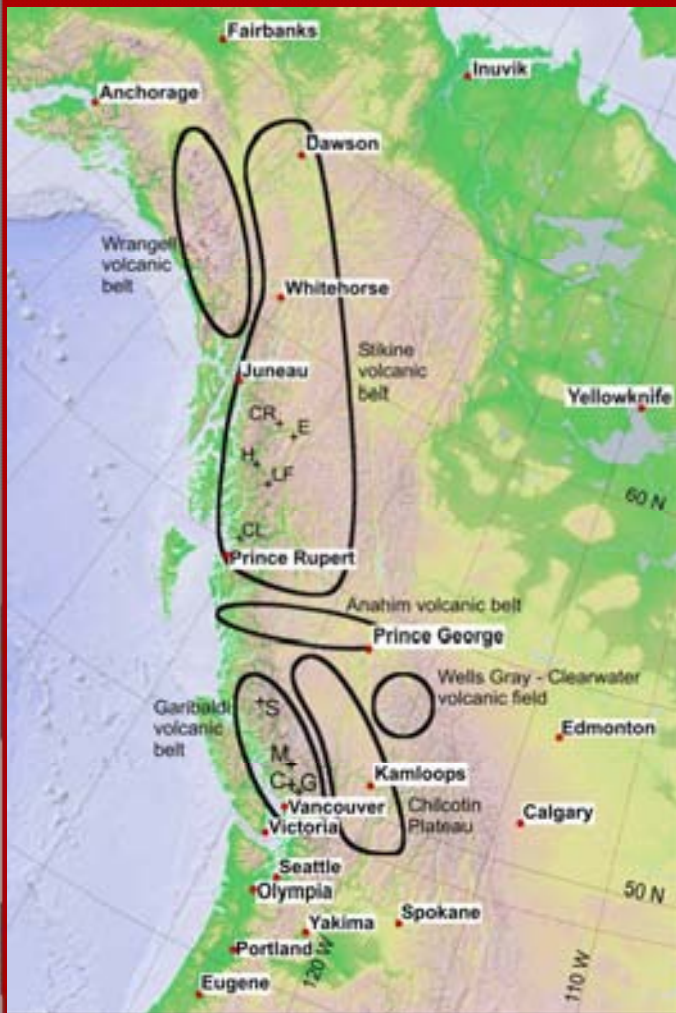 Fairbanks
Inuvik
Anchorage
Dawson
Wrangell
volcanic
belt
Whitehorse
Stikine
volcanic
belt
Juneau
Yellowknife
CR
E
H
LF
60 N
CL
Prince Rupert
Anahim volcanic belt
Prince George
Wells Gray - Clearwater
volcanic field
Garibaldi
volcanic
belt
S
Edmonton
M
Kamloops
C
G
Vancouver
Chilcotin
Plateau
Calgary
Victoria
Seattle
Olympia
50 N
Spokane
Yakima
Portland
120 W
110 W
Eugene